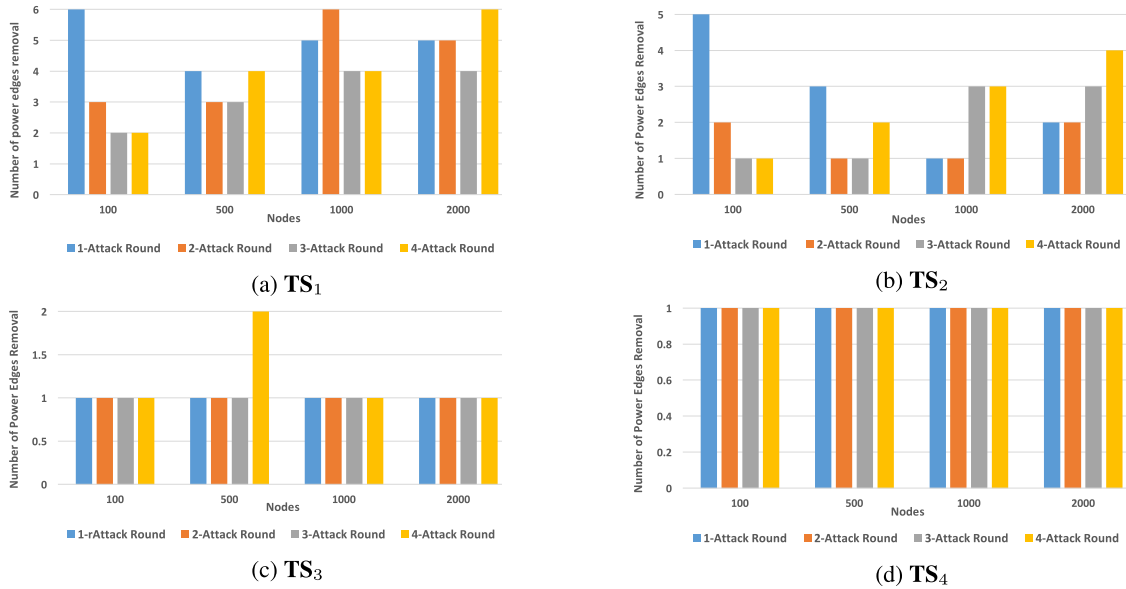 6
5
4
3
2
1
0
Number of power edges removal
100 500 1000 2000
Nodes
1-Attack Round 2-Attack Round 3-Attack Round 4-Attack Round
(a) TS1
5
4
3
2
1
0
Number of Power Edges Removal
100 500 1000 2000
Nodes
1-Attack Round 2-Attack Round 3-Attack Round 4-Attack Round
(b) TS2
2
1.5
1
0.5
0
Number of Power Edges Removal
100 500 1000 2000
Nodes
1-rAttack Round 2-Attack Round 3-Attack Round 4-Attack Round
(c) TS3
1
0.8
0.6
0.4
0.2
0
Number of Power Edges Removal
100 500 1000 2000
Nodes
1-Attack Round 2-Attack Round 3-Attack Round 4-Attack Round
(d) TS4